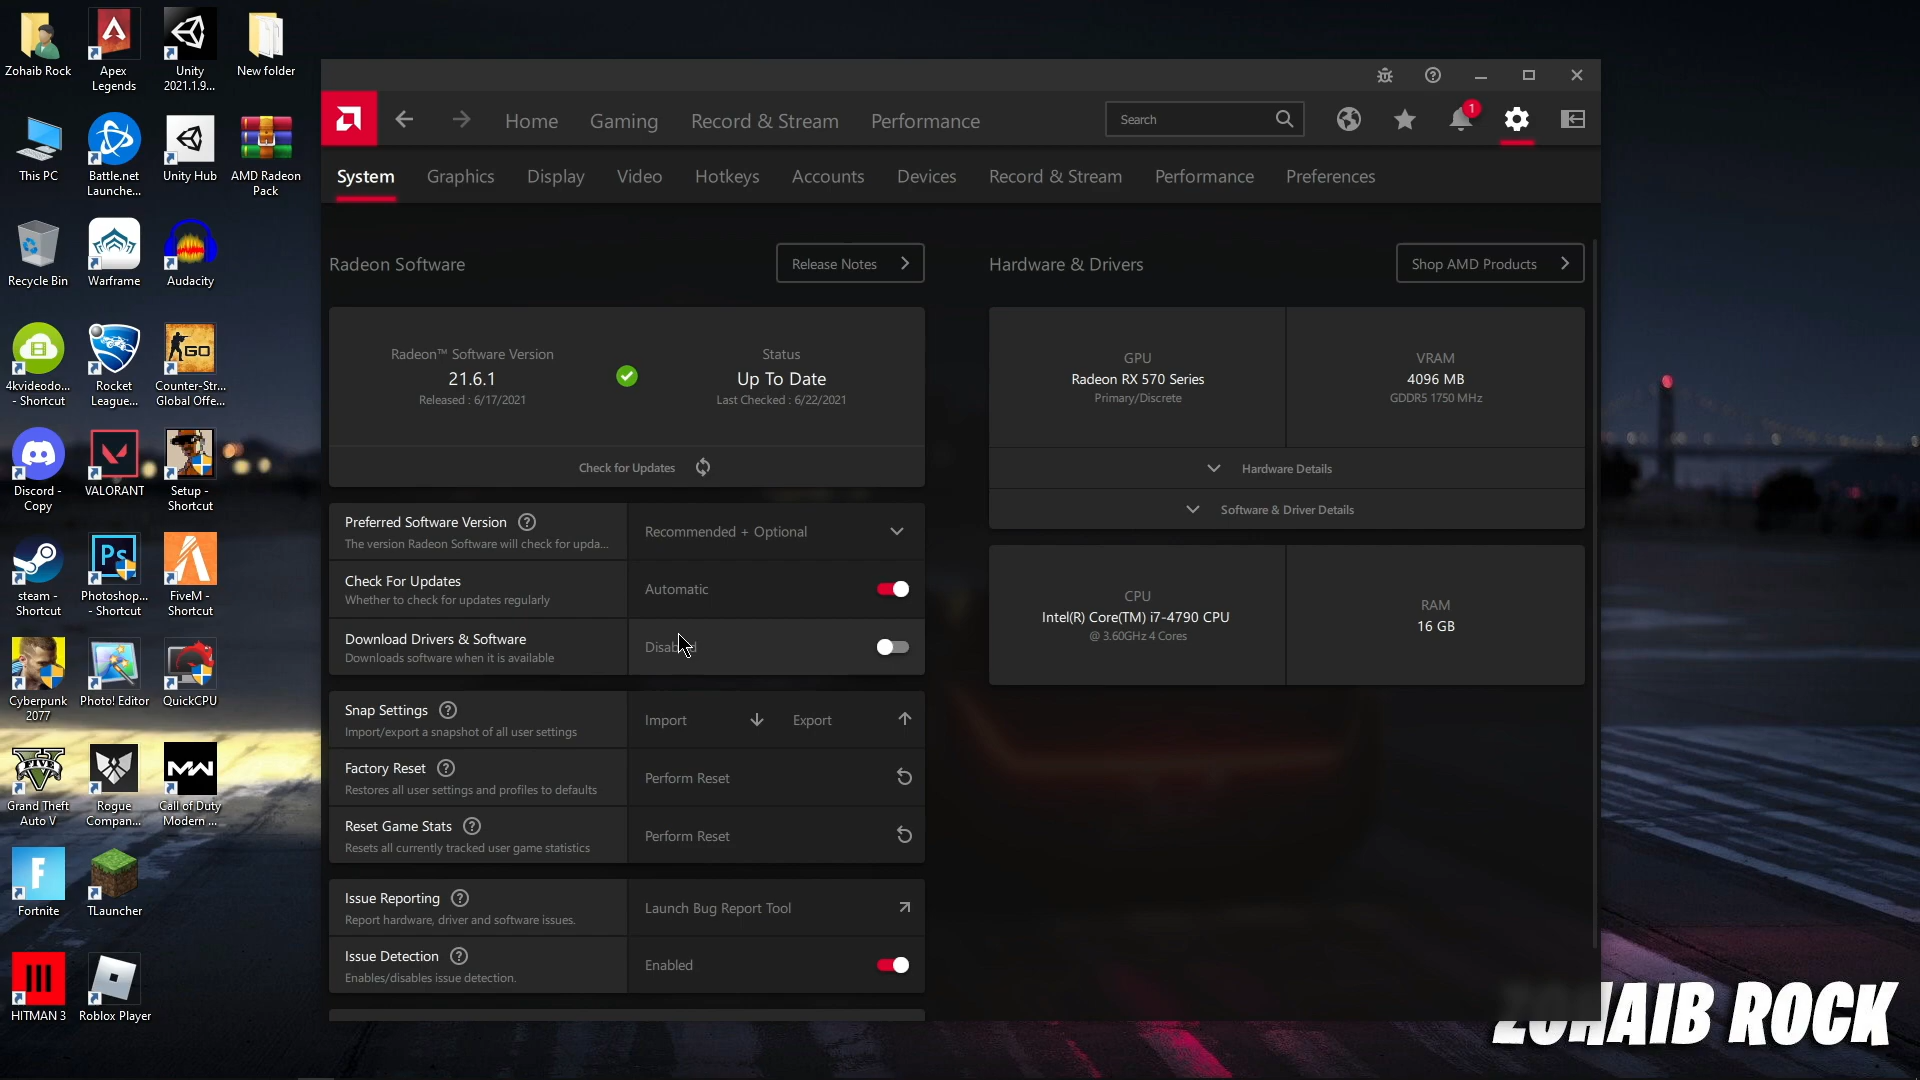 Zohaib Rock
Apex
Legends
Unity
2021.1.9...
New folder
This PC
Battle.net
Launche...
Unity Hub
AMD Radeon
Pack
Recycle Bin
Warframe
Audacity
4kvideodo...
- Shortcut
Rocket
League...
Counter-Str...
Global Offe...
GO
Discord -
Copy
VALORANT
Setup -
Shortcut
steam -
Shortcut
Ps
Photoshop...
- Shortcut
FiveM -
Shortcut
Cyberpunk
2077
Photo! Editor
QuickCPU
FIVE
Grand Theft
Auto V
Rogue
Compan...
MW
Call of Duty
Modern ...
F
Fortnite
TLauncher
HITMAN 3
Roblox Player
Home
Gaming
Record & Stream
Performance
Search
1
System
Graphics
Display
Video
Hotkeys
Accounts
Devices
Record & Stream
Performance
Preferences
Radeon Software
Release Notes
Radeon™ Software Version
21.6.1
Released : 6/17/2021
Status
Up To Date
Last Checked : 6/22/2021
Check for Updates
Preferred Software Version
The version Radeon Software will check for upda...
Recommended + Optional
Check For Updates
Whether to check for updates regularly
Automatic
Download Drivers & Software
Downloads software when it is available
Snap Settings
Import/export a snapshot of all user settings
Import
Export
Factory Reset
Restores all user settings and profiles to defaults
Perform Reset
Reset Game Stats
Resets all currently tracked user game statistics
Perform Reset
Issue Reporting
Report hardware, driver and software issues.
Launch Bug Report Tool
Issue Detection
Enables/disables issue detection.
Enabled
Hardware & Drivers
Shop AMD Products
GPU
Radeon RX 570 Series
Primary/Discrete
VRAM
4096 MB
GDDR5 1750 MHz
Hardware Details
Software & Driver Details
CPU
Intel(R) Core(TM) i7-4790 CPU
@ 3.60GHz 4 Cores
RAM
16 GB
ZOHAIB ROCK